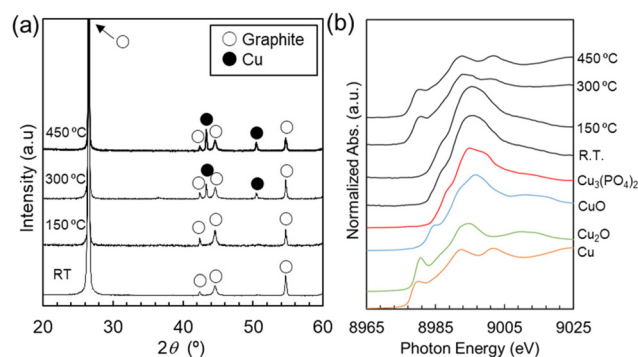 (a)
Intensity (a.u)
Graphite
Cu
450 ºC
300 ºC
150 ºC
RT
20 30 40 50 60
2θ (º)
(b)
Normalized Abs. (a.u.)
450 ºC
300 ºC
150 ºC
R.T.
Cu3(PO4)2
CuO
Cu2O
Cu
8965 8985 9005 9025
Photon Energy (eV)